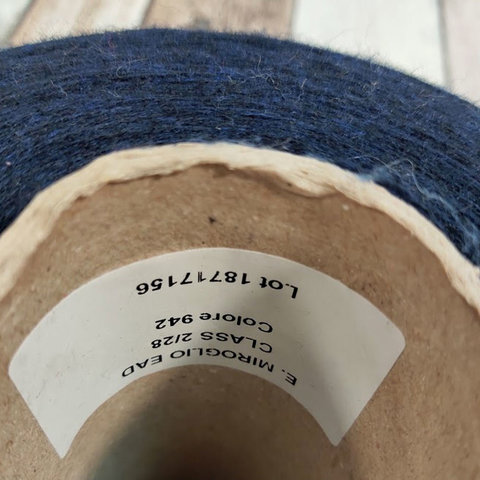 E. MIROGLIO EAD
CLASS 2/28
Colore 942
Lot 18717156